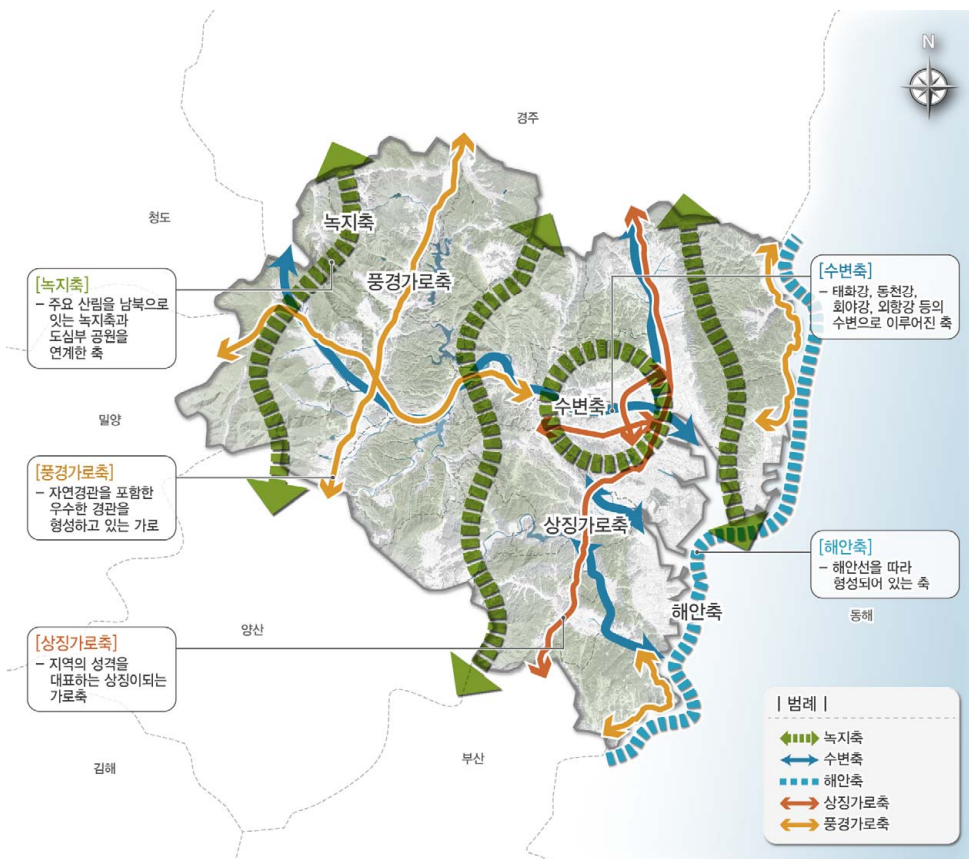 N
경주
청도
녹지축
풍경가로축
[녹지축]
– 주요 산림을 남북으로
잇는 녹지축과
도심부 공원을
연계한 축
[수변축]
– 태화강, 동천강,
회야강, 외항강 등의
수변으로 이루어진 축
수변축
밀양
[풍경가로축]
– 자연경관을 포함한
우수한 경관을
형성하고 있는 가로
상징가로축
[해안축]
– 해안선을 따라
형성되어 있는 축
해안축
동해
양산
[상징가로축]
– 지역의 성격을
대표하는 상징이되는
가로축
부산
김해
| 범례 |
녹지축
수변축
해안축
상징가로축
풍경가로축